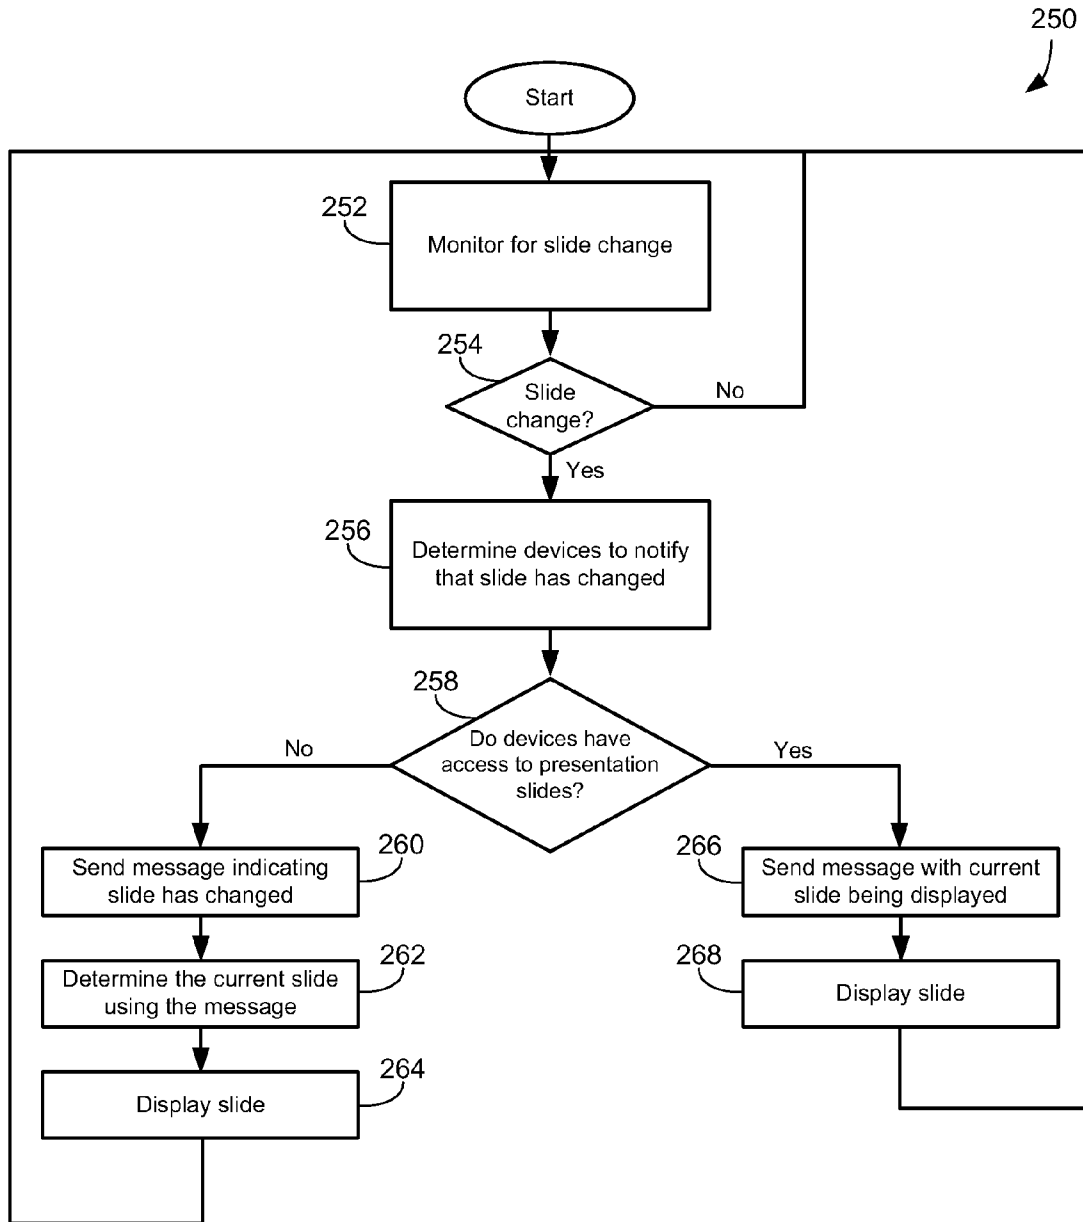 250
Start
252
Monitor for slide change
254
Slide
change?
No
Yes
256
Determine devices to notify
that slide has changed
258
Do devices have
access to presentation
slides?
No
Yes
260
Send message indicating
slide has changed
266
Send message with current
slide being displayed
262
Determine the current slide
using the message
268
Display slide
264
Display slide